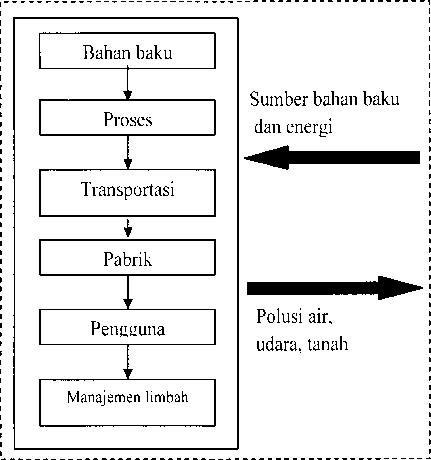 Bahan baku
Proses
Transportasi
Pabrik
Pengguna
Manajemen limbah
Sumber bahan baku
dan energi
Polusi air,
udara, tanah